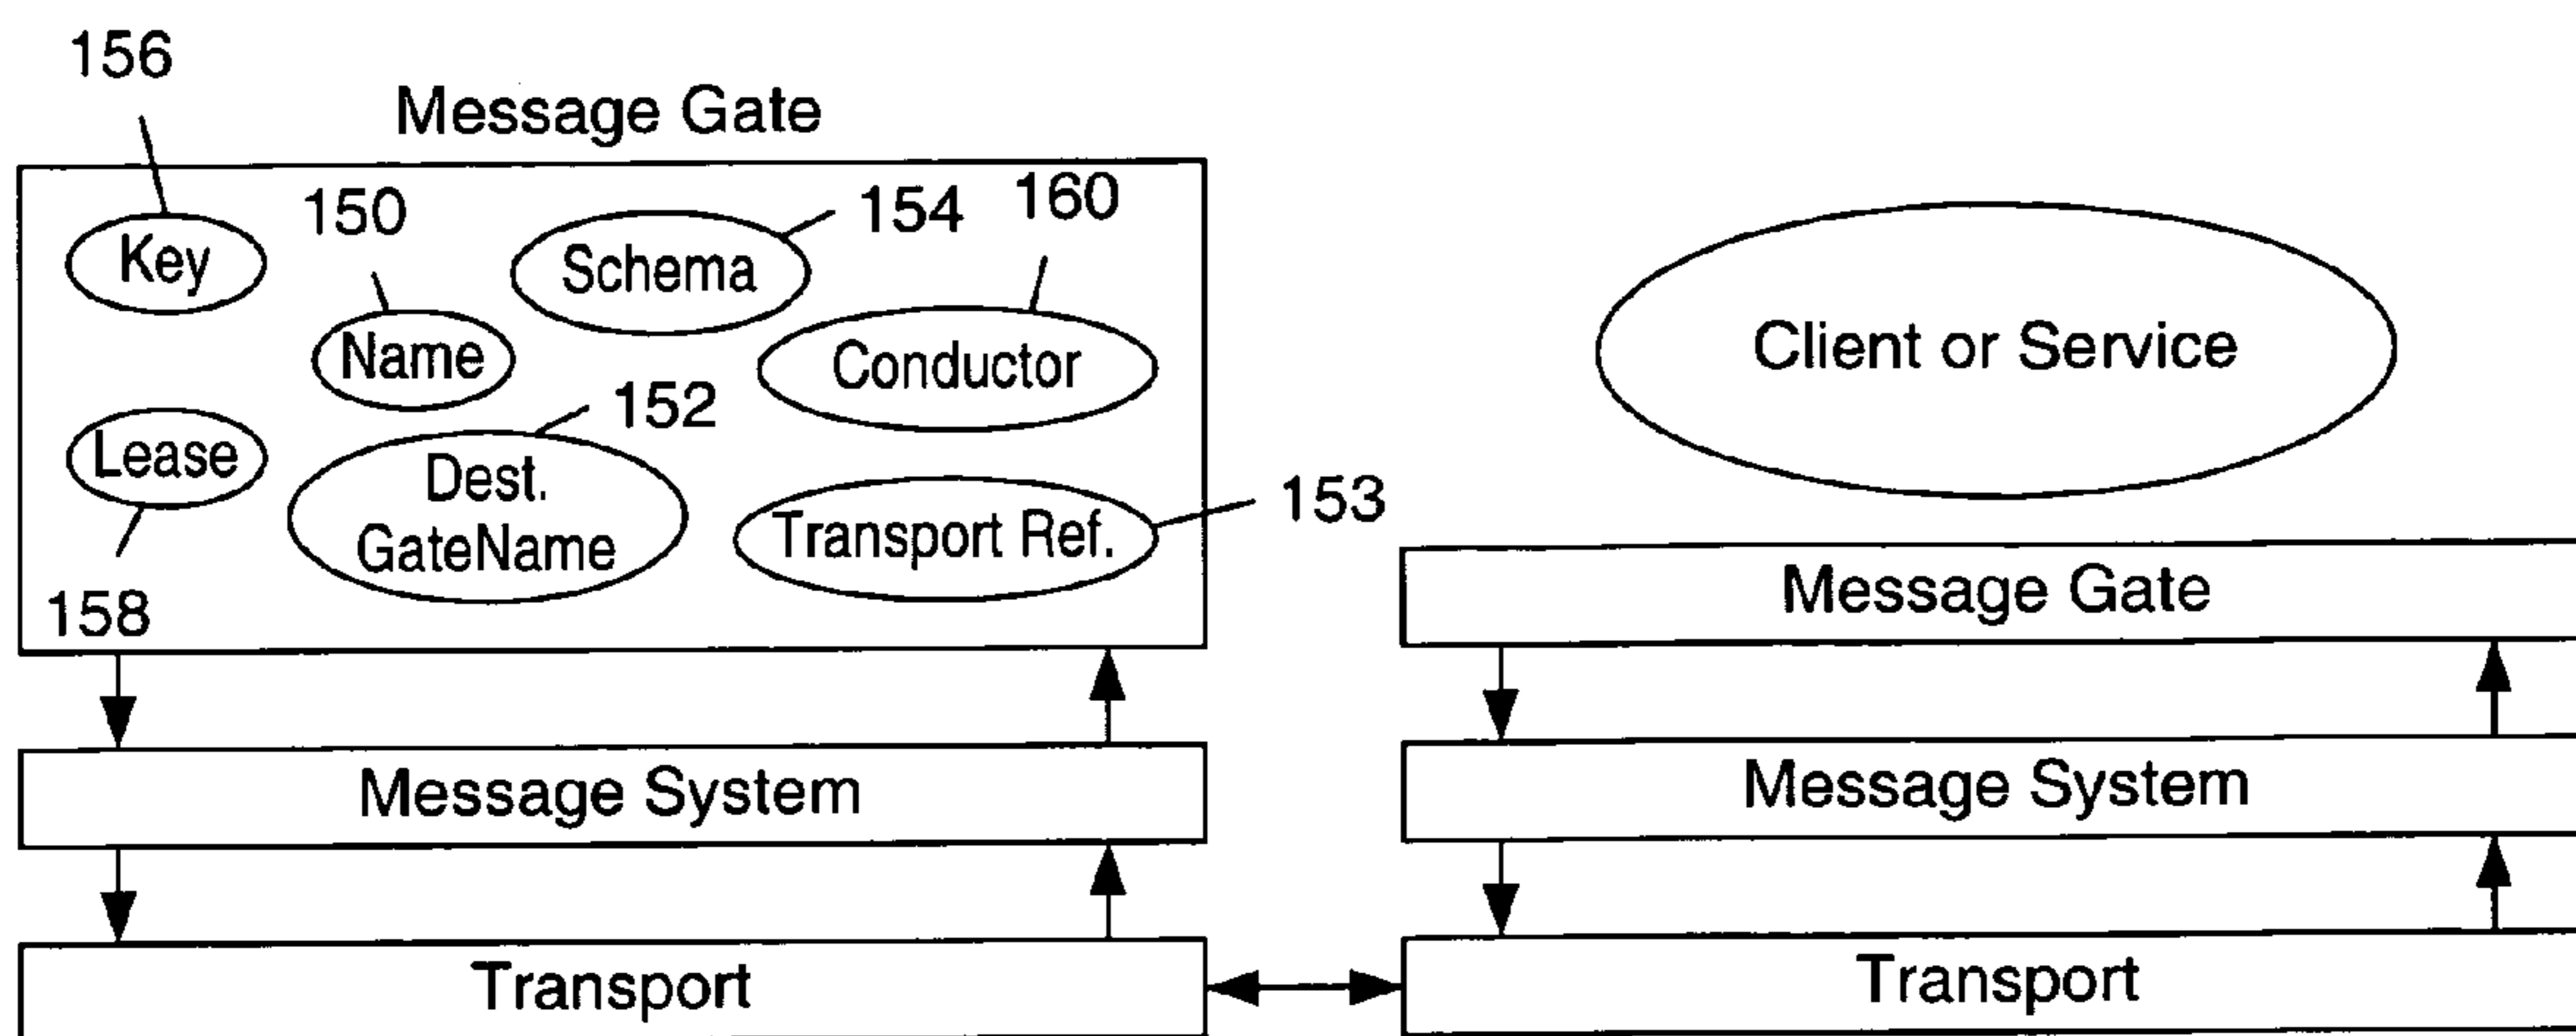 156
Message Gate
150
154
160
Key
Schema
Name
Conductor
Client or Service
152
Lease
Dest.
GateName
Transport Ref.
153
158
Message Gate
Message System
Message System
Transport
Transport